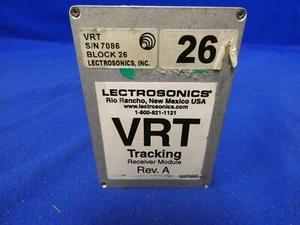 VRT
S/N 7086
BLOCK 26
LECTROSONICS, INC.
26
LECTROSONICS®
Rio Rancho, New Mexico USA
www.lectrosonics.com
1-800-821-1121
VRT
Tracking
Receiver Module
Rev. A